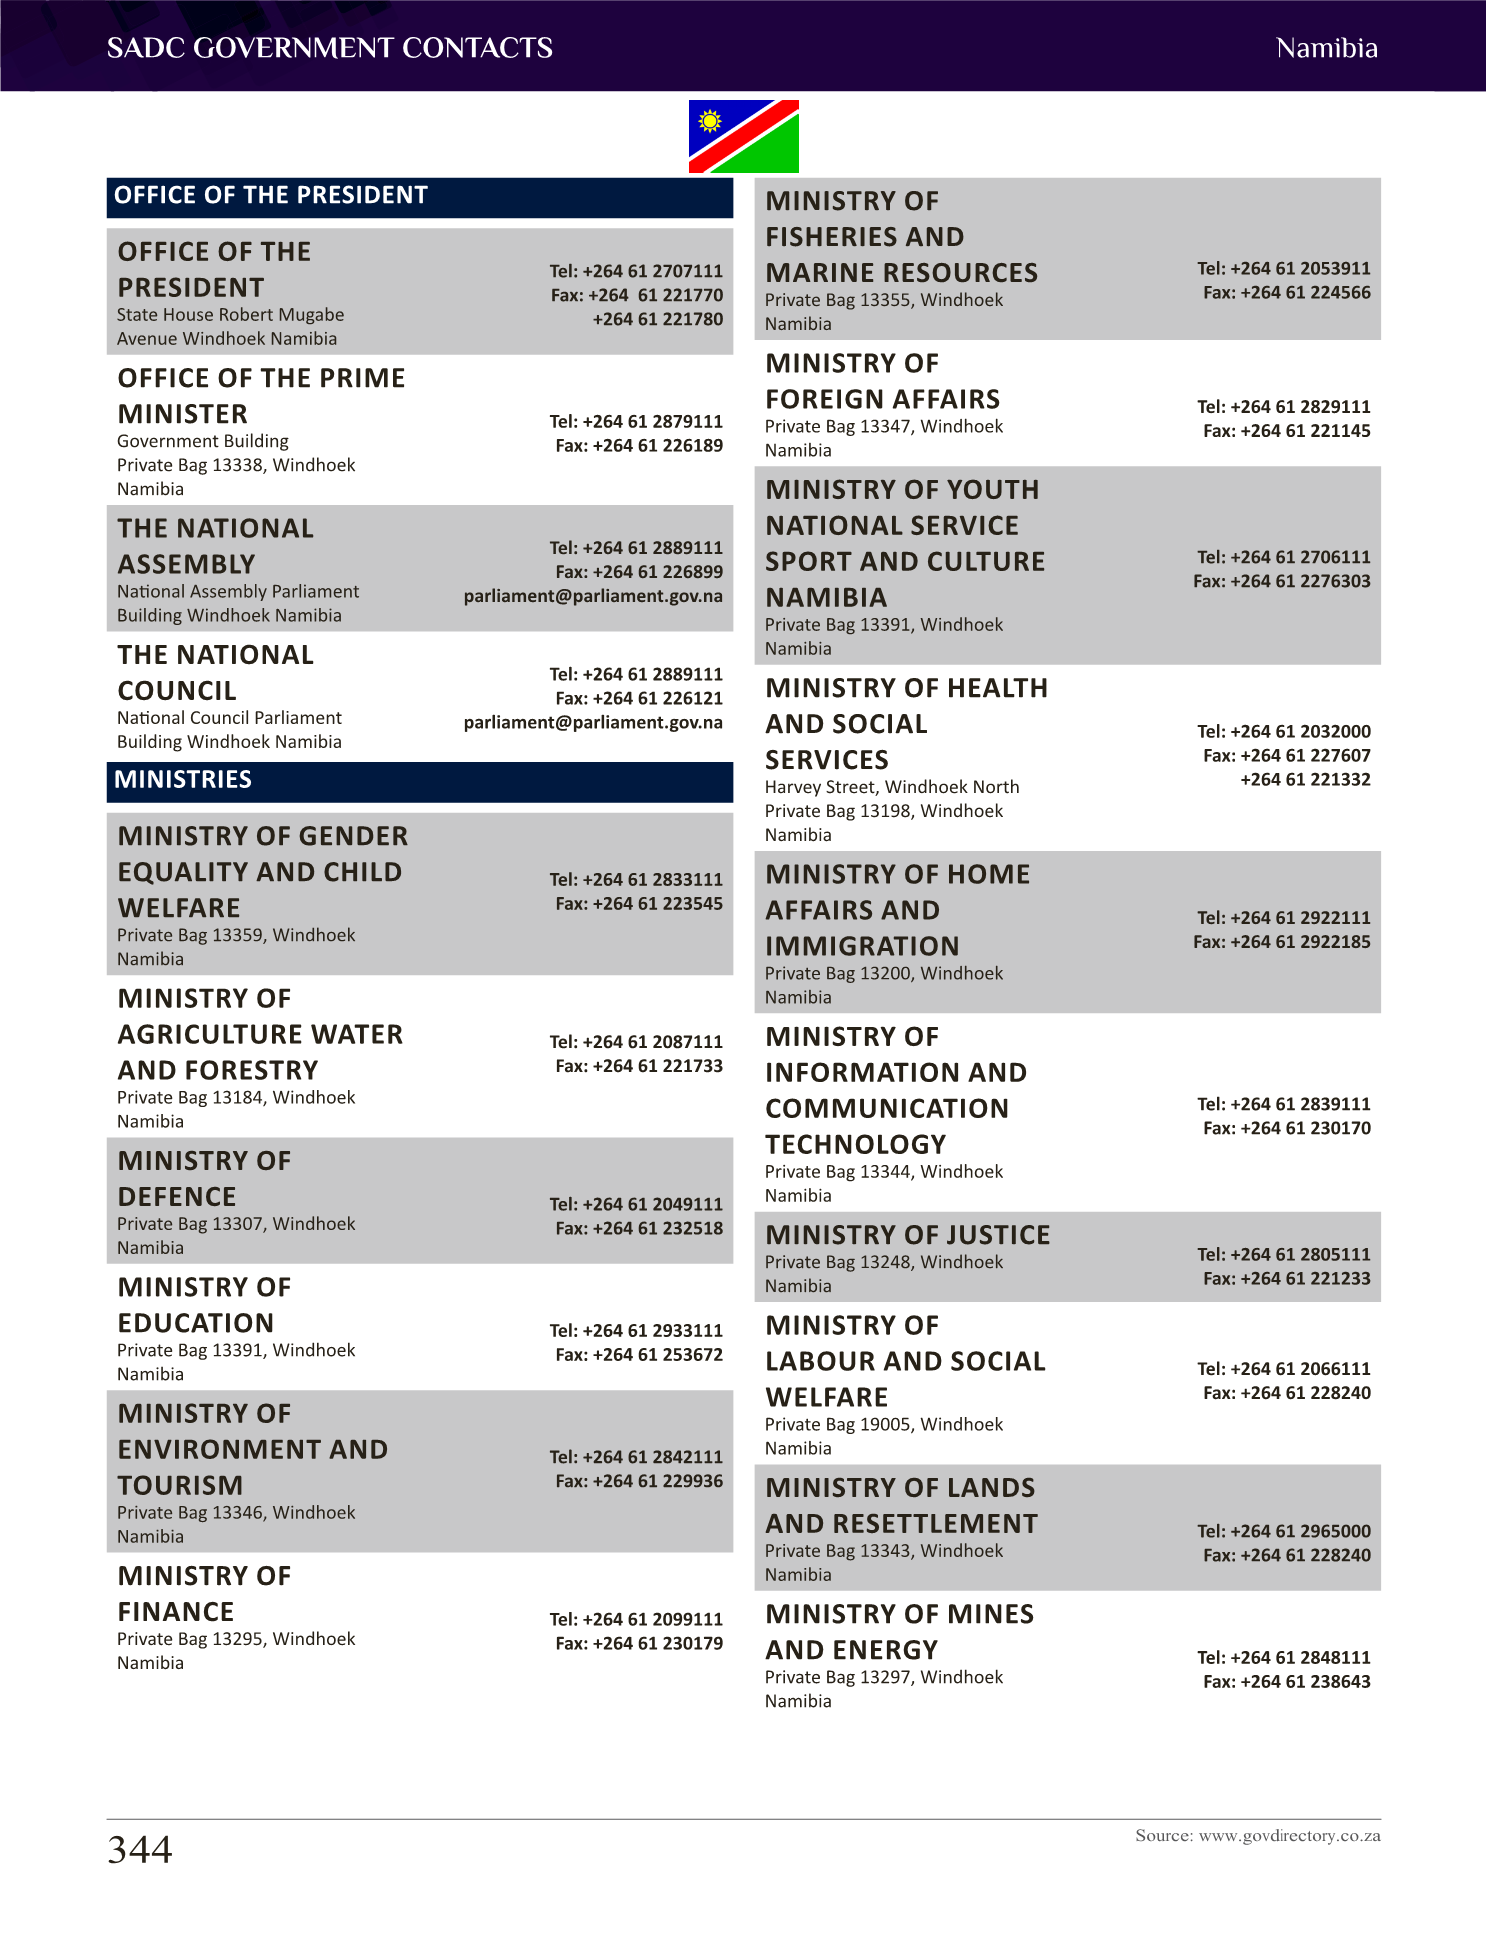 SADC GOVERNMENT CONTACTS
Namibia
OFFICE OF THE PRESIDENT
OFFICE OF THE
PRESIDENT
State House Robert Mugabe
Avenue Windhoek Namibia
Tel: +264 61 2707111
Fax: +264 61 221770
+264 61 221780
OFFICE OF THE PRIME
MINISTER
Government Building
Private Bag 13338, Windhoek
Namibia
Tel: +264 61 2879111
Fax: +264 61 226189
THE NATIONAL
ASSEMBLY
National Assembly Parliament
Building Windhoek Namibia
Tel: +264 61 2889111
Fax: +264 61 226899
parliament@parliament.gov.na
THE NATIONAL
COUNCIL
National Council Parliament
Building Windhoek Namibia
Tel: +264 61 2889111
Fax: +264 61 226121
parliament@parliament.gov.na
MINISTRIES
MINISTRY OF GENDER
EQUALITY AND CHILD
WELFARE
Private Bag 13359, Windhoek
Namibia
Tel: +264 61 2833111
Fax: +264 61 223545
MINISTRY OF
AGRICULTURE WATER
AND FORESTRY
Private Bag 13184, Windhoek
Namibia
Tel: +264 61 2087111
Fax: +264 61 221733
MINISTRY OF
DEFENCE
Private Bag 13307, Windhoek
Namibia
Tel: +264 61 2049111
Fax: +264 61 232518
MINISTRY OF
EDUCATION
Private Bag 13391, Windhoek
Namibia
Tel: +264 61 2933111
Fax: +264 61 253672
MINISTRY OF
ENVIRONMENT AND
TOURISM
Private Bag 13346, Windhoek
Namibia
Tel: +264 61 2842111
Fax: +264 61 229936
MINISTRY OF
FINANCE
Private Bag 13295, Windhoek
Namibia
Tel: +264 61 2099111
Fax: +264 61 230179
MINISTRY OF
FISHERIES AND
MARINE RESOURCES
Private Bag 13355, Windhoek
Namibia
Tel: +264 61 2053911
Fax: +264 61 224566
MINISTRY OF
FOREIGN AFFAIRS
Private Bag 13347, Windhoek
Namibia
Tel: +264 61 2829111
Fax: +264 61 221145
MINISTRY OF YOUTH
NATIONAL SERVICE
SPORT AND CULTURE
NAMIBIA
Private Bag 13391, Windhoek
Namibia
Tel: +264 61 2706111
Fax: +264 61 2276303
MINISTRY OF HEALTH
AND SOCIAL
SERVICES
Harvey Street, Windhoek North
Private Bag 13198, Windhoek
Namibia
Tel: +264 61 2032000
Fax: +264 61 227607
+264 61 221332
MINISTRY OF HOME
AFFAIRS AND
IMMIGRATION
Private Bag 13200, Windhoek
Namibia
Tel: +264 61 2922111
Fax: +264 61 2922185
MINISTRY OF
INFORMATION AND
COMMUNICATION
TECHNOLOGY
Private Bag 13344, Windhoek
Namibia
Tel: +264 61 2839111
Fax: +264 61 230170
MINISTRY OF JUSTICE
Private Bag 13248, Windhoek
Namibia
Tel: +264 61 2805111
Fax: +264 61 221233
MINISTRY OF
LABOUR AND SOCIAL
WELFARE
Private Bag 19005, Windhoek
Namibia
Tel: +264 61 2066111
Fax: +264 61 228240
MINISTRY OF LANDS
AND RESETTLEMENT
Private Bag 13343, Windhoek
Namibia
Tel: +264 61 2965000
Fax: +264 61 228240
MINISTRY OF MINES
AND ENERGY
Private Bag 13297, Windhoek
Namibia
Tel: +264 61 2848111
Fax: +264 61 238643
344
Source: www.govdirectory.co.za